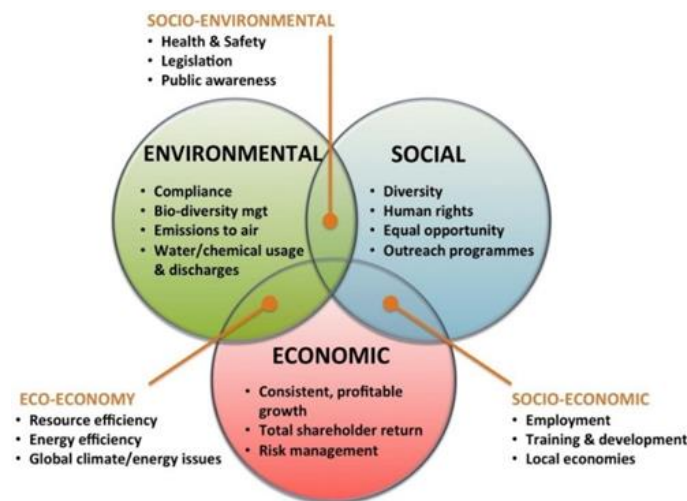 SOCIO-ENVIRONMENTAL
• Health & Safety
• Legislation
• Public awareness
ENVIRONMENTAL
• Compliance
• Bio-diversity mgt
• Emissions to air
• Water/chemical usage
& discharges
SOCIAL
• Diversity
• Human rights
• Equal opportunity
• Outreach programmes
ECONOMIC
• Consistent, profitable
growth
• Total shareholder return
• Risk management
ECO-ECONOMY
• Resource efficiency
• Energy efficiency
• Global climate/energy issues
SOCIO-ECONOMIC
• Employment
• Training & development
• Local economies